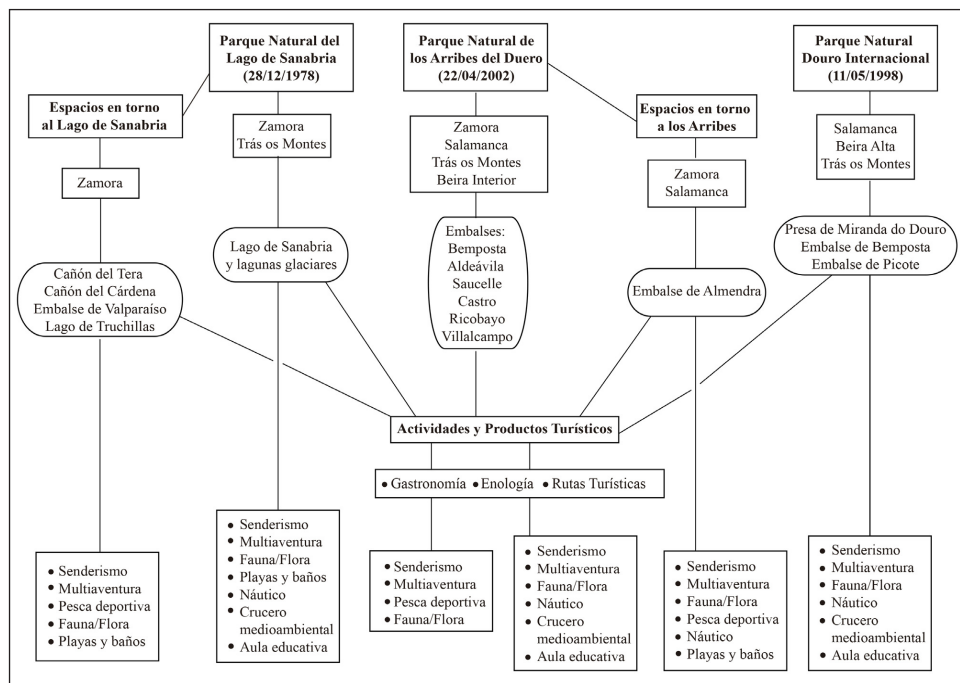 Parque Natural del
Lago de Sanabria
(28/12/1978)
Parque Natural de
los Arribes del Duero
(22/04/2002)
Parque Natural
Douro Internacional
(11/05/1998)
Espacios en torno
al Lago de Sanabria
Espacios en torno
a los Arribes
Zamora
Zamora
Trás os Montes
Zamora
Salamanca
Trás os Montes
Beira Interior
Zamora
Salamanca
Salamanca
Beira Alta
Trás os Montes
Cañón del Tera
Cañón del Cárdena
Embalse de Valparaíso
Lago de Truchillas
Lago de Sanabria
y lagunas glaciares
Embalses:
Bemposta
Aldeávila
Saucelle
Castro
Ricobayo
Villalcampo
Embalse de Almendra
Presa de Miranda do Douro
Embalse de Bemposta
Embalse de Picote
Actividades y Productos Turísticos
• Gastronomía • Enología • Rutas Turísticas
• Senderismo
• Multiaventura
• Pesca deportiva
• Fauna/Flora
• Playas y baños
• Senderismo
• Multiaventura
• Fauna/Flora
• Playas y baños
• Náutico
• Crucero
medioambiental
• Aula educativa
• Senderismo
• Multiaventura
• Pesca deportiva
• Fauna/Flora
• Senderismo
• Multiaventura
• Fauna/Flora
• Náutico
• Crucero
medioambiental
• Aula educativa
• Senderismo
• Multiaventura
• Fauna/Flora
• Pesca deportiva
• Náutico
• Playas y baños
• Senderismo
• Multiaventura
• Fauna/Flora
• Náutico
• Crucero
medioambiental
• Aula educativa